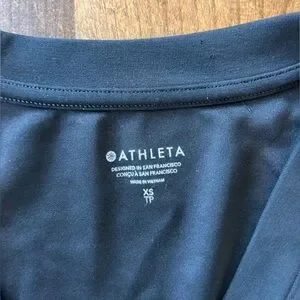 ATHLETA
DESIGNED IN SAN FRANCISCO
CONÇU À SAN FRANCISCO
MADE IN VIETNAM
XS
TP